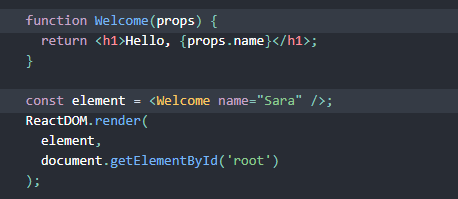 function Welcome(props) {
  return <h1>Hello, {props.name}</h1>;
}

const element = <Welcome name="Sara" />;
ReactDOM.render(
  element,
  document.getElementById('root')
);